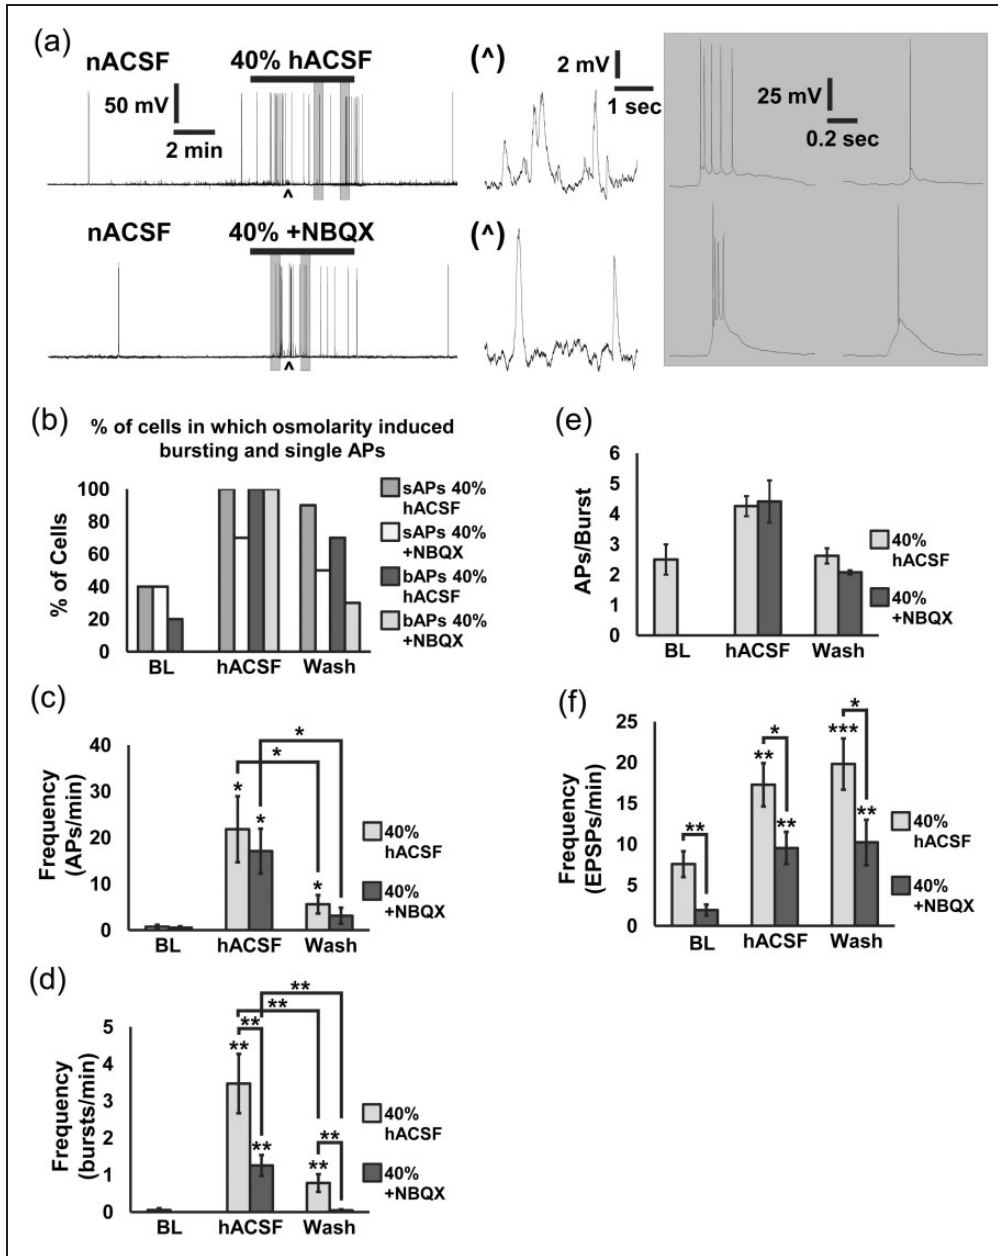 (a)
nACSF
40% hACSF
50 mV
2 min
^
(^)
2 mV
1 sec
25 mV
0.2 sec
nACSF
40% +NBQX
^
(^)
(b)
% of cells in which osmolarity induced
bursting and single APs
% of Cells
100
80
60
40
20
0
BL
hACSF
Wash
sAPs 40%
hACSF
sAPs 40%
+NBQX
bAPs 40%
hACSF
bAPs 40%
+NBQX
(c)
Frequency
(APs/min)
40
30
20
10
0
*
*
*
*
*
BL
hACSF
Wash
40%
hACSF
40%
+NBQX
(d)
Frequency
(bursts/min)
5
4
3
2
1
0
**
**
**
**
**
**
**
BL
hACSF
Wash
40%
hACSF
40%
+NBQX
(e)
APs/Burst
6
5
4
3
2
1
0
BL
hACSF
Wash
40%
hACSF
40%
+NBQX
(f)
Frequency
(EPSPs/min)
25
20
15
10
5
0
**
*
**
**
*
***
**
BL
hACSF
Wash
40%
hACSF
40%
+NBQX